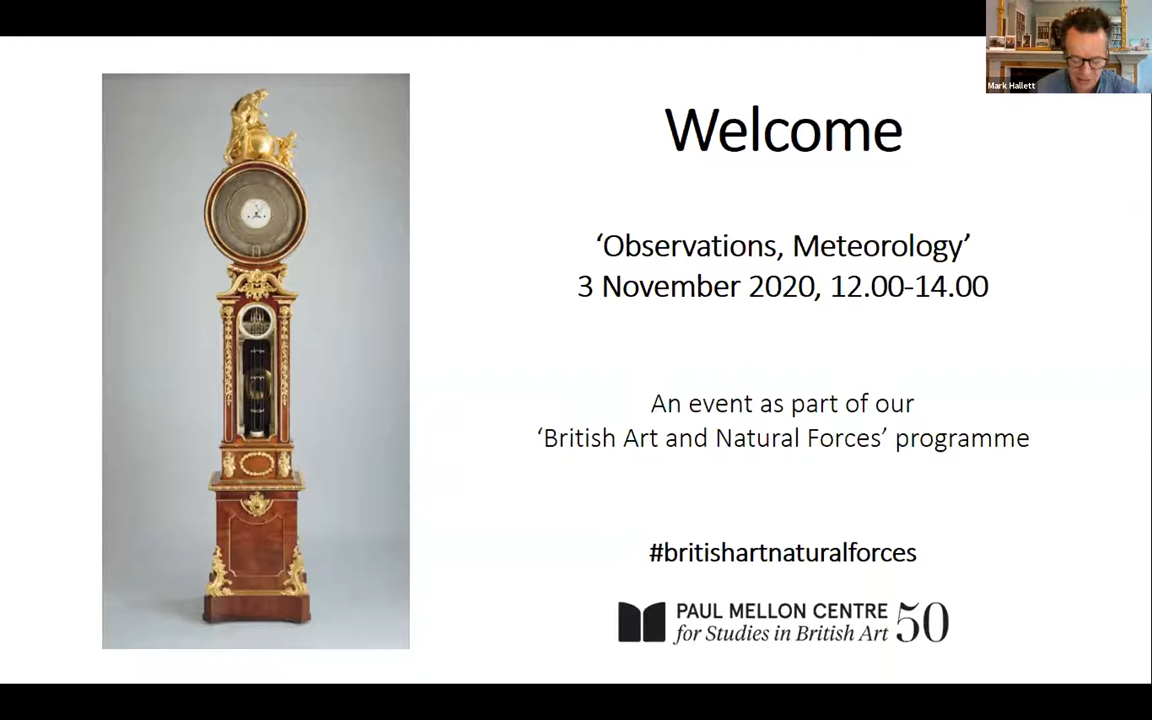 Mark Hallett
Welcome
‘Observations, Meteorology’
3 November 2020, 12.00-14.00
An event as part of our
‘British Art and Natural Forces’ programme
#britishartnaturalforces
PAUL MELLON CENTRE
for Studies in British Art 50